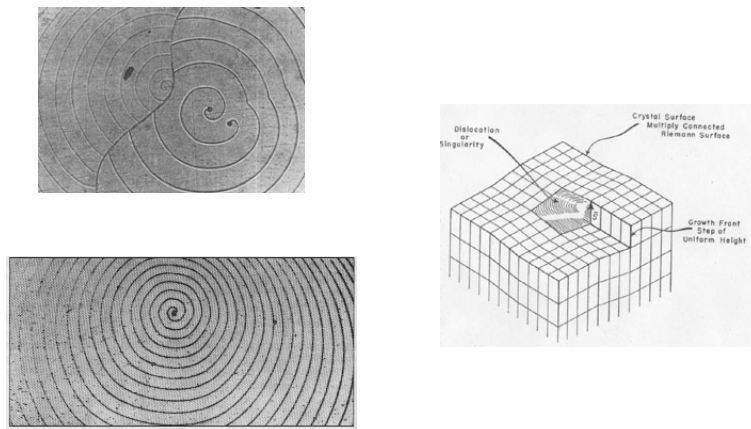 Crystal Surface
Multiply Connected
Riemann Surface
Dislocation
or
Singularity
S
Growth Front
Step of
Uniform Height